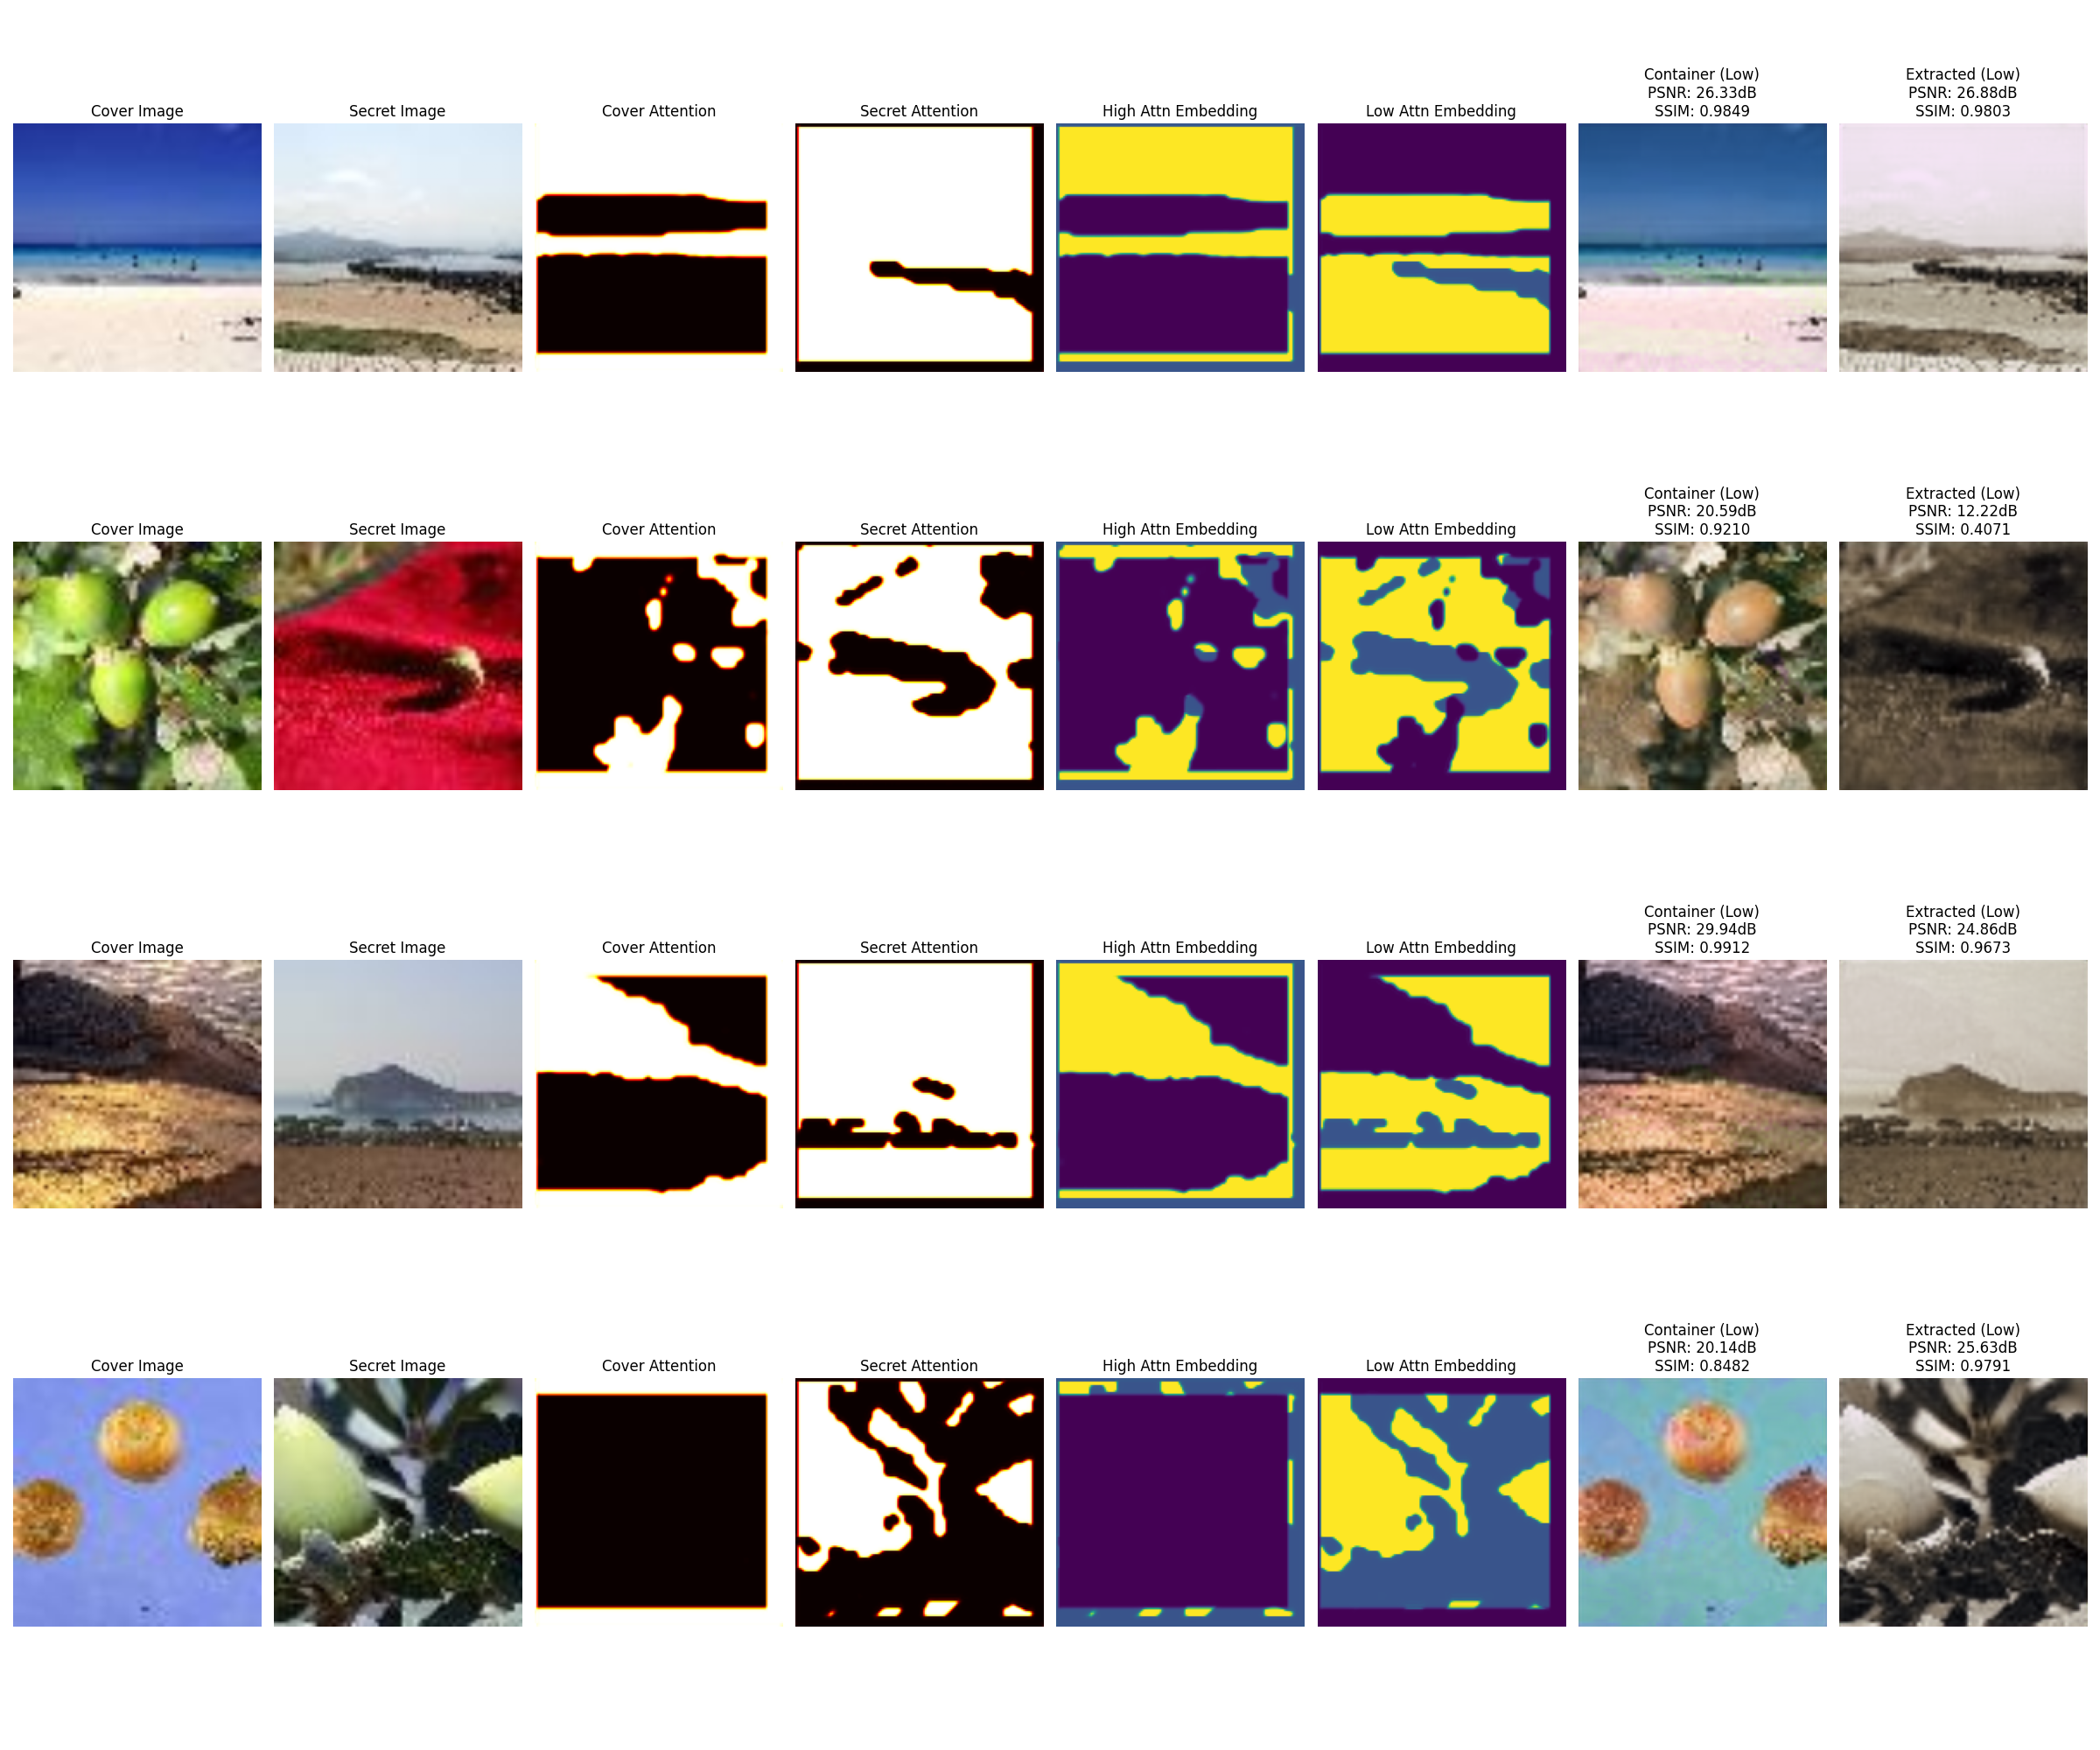 Container (Low)
PSNR: 26.33dB
SSIM: 0.9849
Extracted (Low)
PSNR: 26.88dB
SSIM: 0.9803
Cover Image
Secret Image
Cover Attention
Secret Attention
High Attn Embedding
Low Attn Embedding
Container (Low)
PSNR: 20.59dB
SSIM: 0.9210
Extracted (Low)
PSNR: 12.22dB
SSIM: 0.4071
Cover Image
Secret Image
Cover Attention
Secret Attention
High Attn Embedding
Low Attn Embedding
Container (Low)
PSNR: 29.94dB
SSIM: 0.9912
Extracted (Low)
PSNR: 24.86dB
SSIM: 0.9673
Cover Image
Secret Image
Cover Attention
Secret Attention
High Attn Embedding
Low Attn Embedding
Container (Low)
PSNR: 20.14dB
SSIM: 0.8482
Extracted (Low)
PSNR: 25.63dB
SSIM: 0.9791
Cover Image
Secret Image
Cover Attention
Secret Attention
High Attn Embedding
Low Attn Embedding